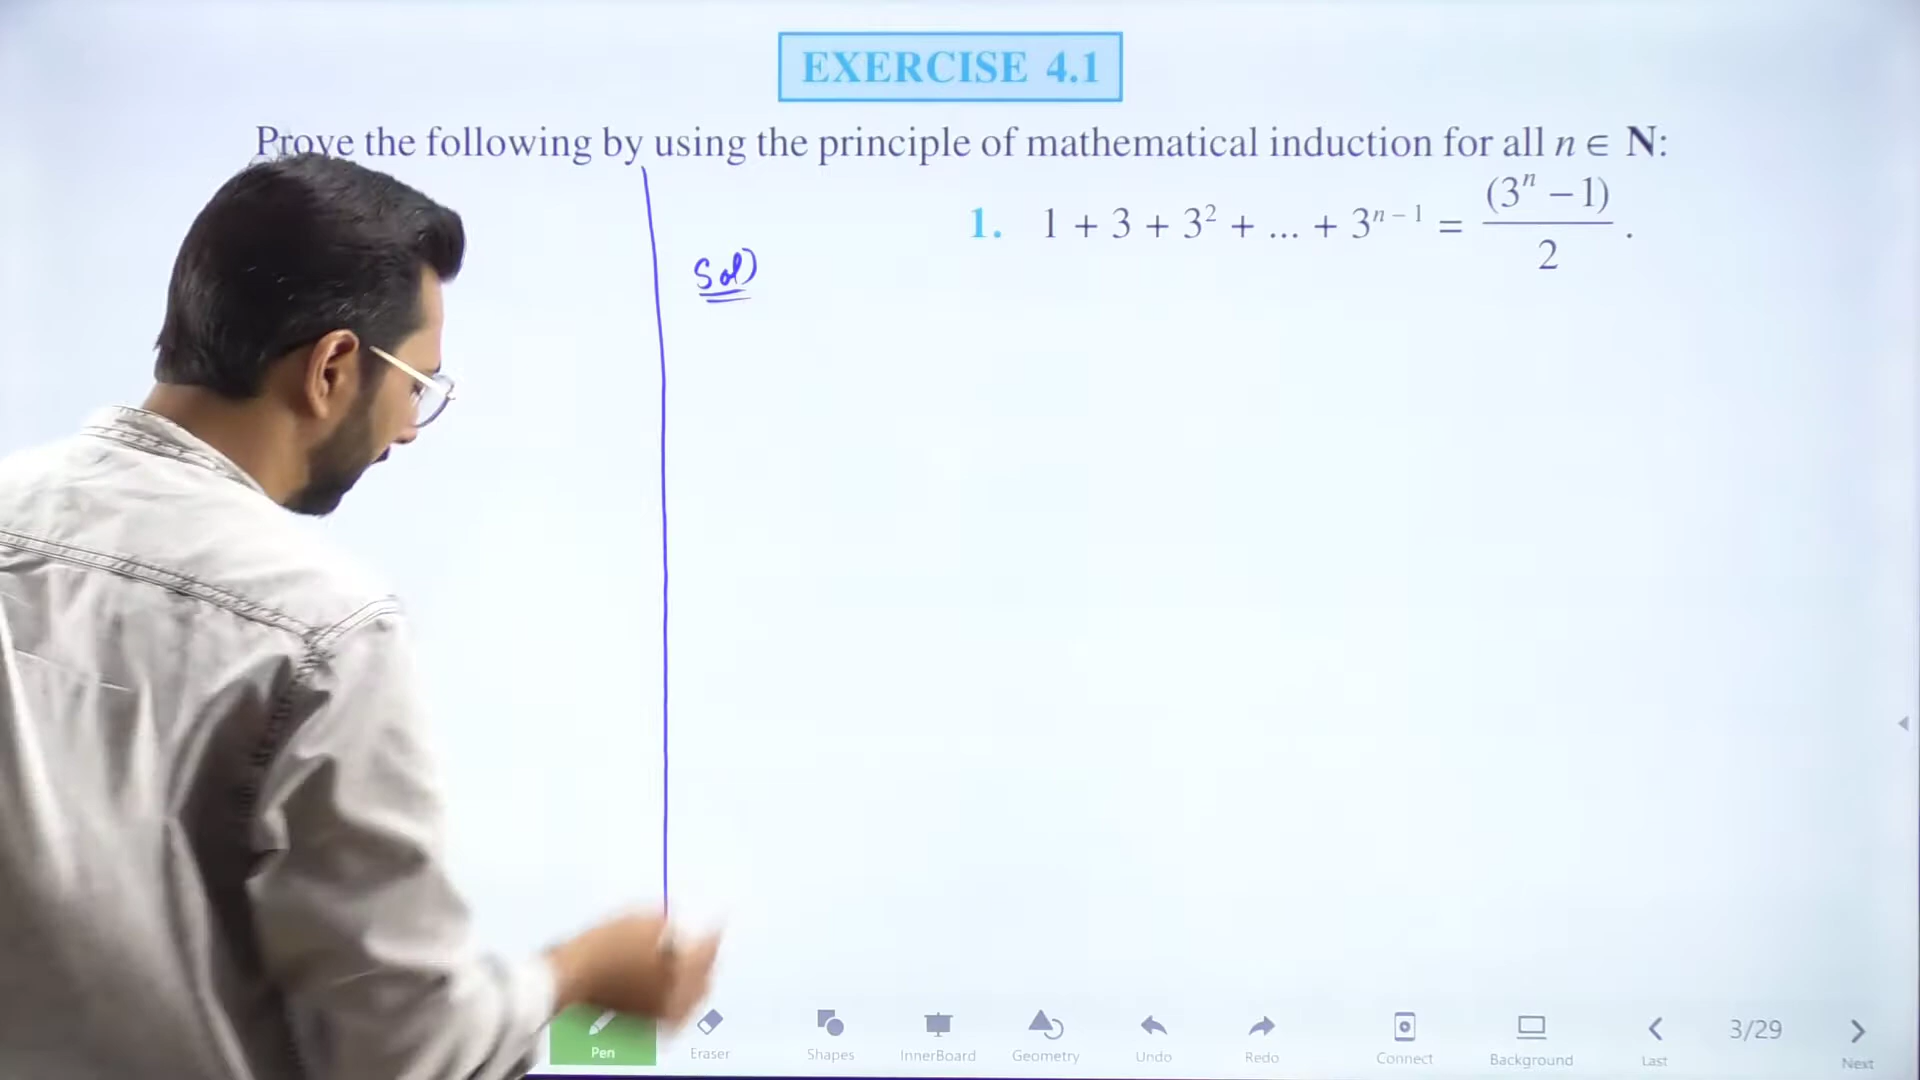 EXERCISE 4.1
Prove the following by using the principle of mathematical induction for all n ∈ N:
1. 1 + 3 + 3² + ... + 3ⁿ⁻¹ = (3ⁿ – 1)/2 .
Sol)
Pen Eraser Shapes InnerBoard Geometry Undo Redo Connect Background Last 3/29 Next